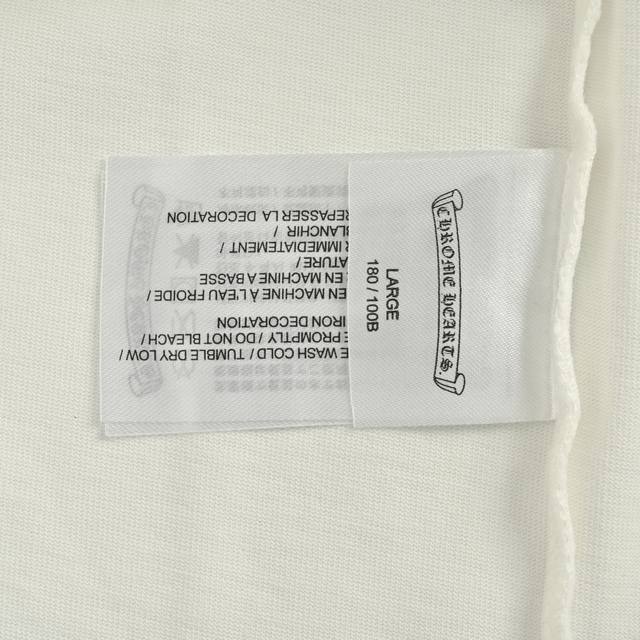 CHROME HEARTS.
LARGE
180 / 100B
E WASH COLD / TUMBLE DRY LOW /
E PROMPTLY / DO NOT BLEACH /
IRON DECORATION
EN MACHINE À L'EAU FROIDE /
EN MACHINE A BASSE
ATURE /
R IMMEDIATEMENT /
BLANCHIR /
REPASSER LA DECORATION